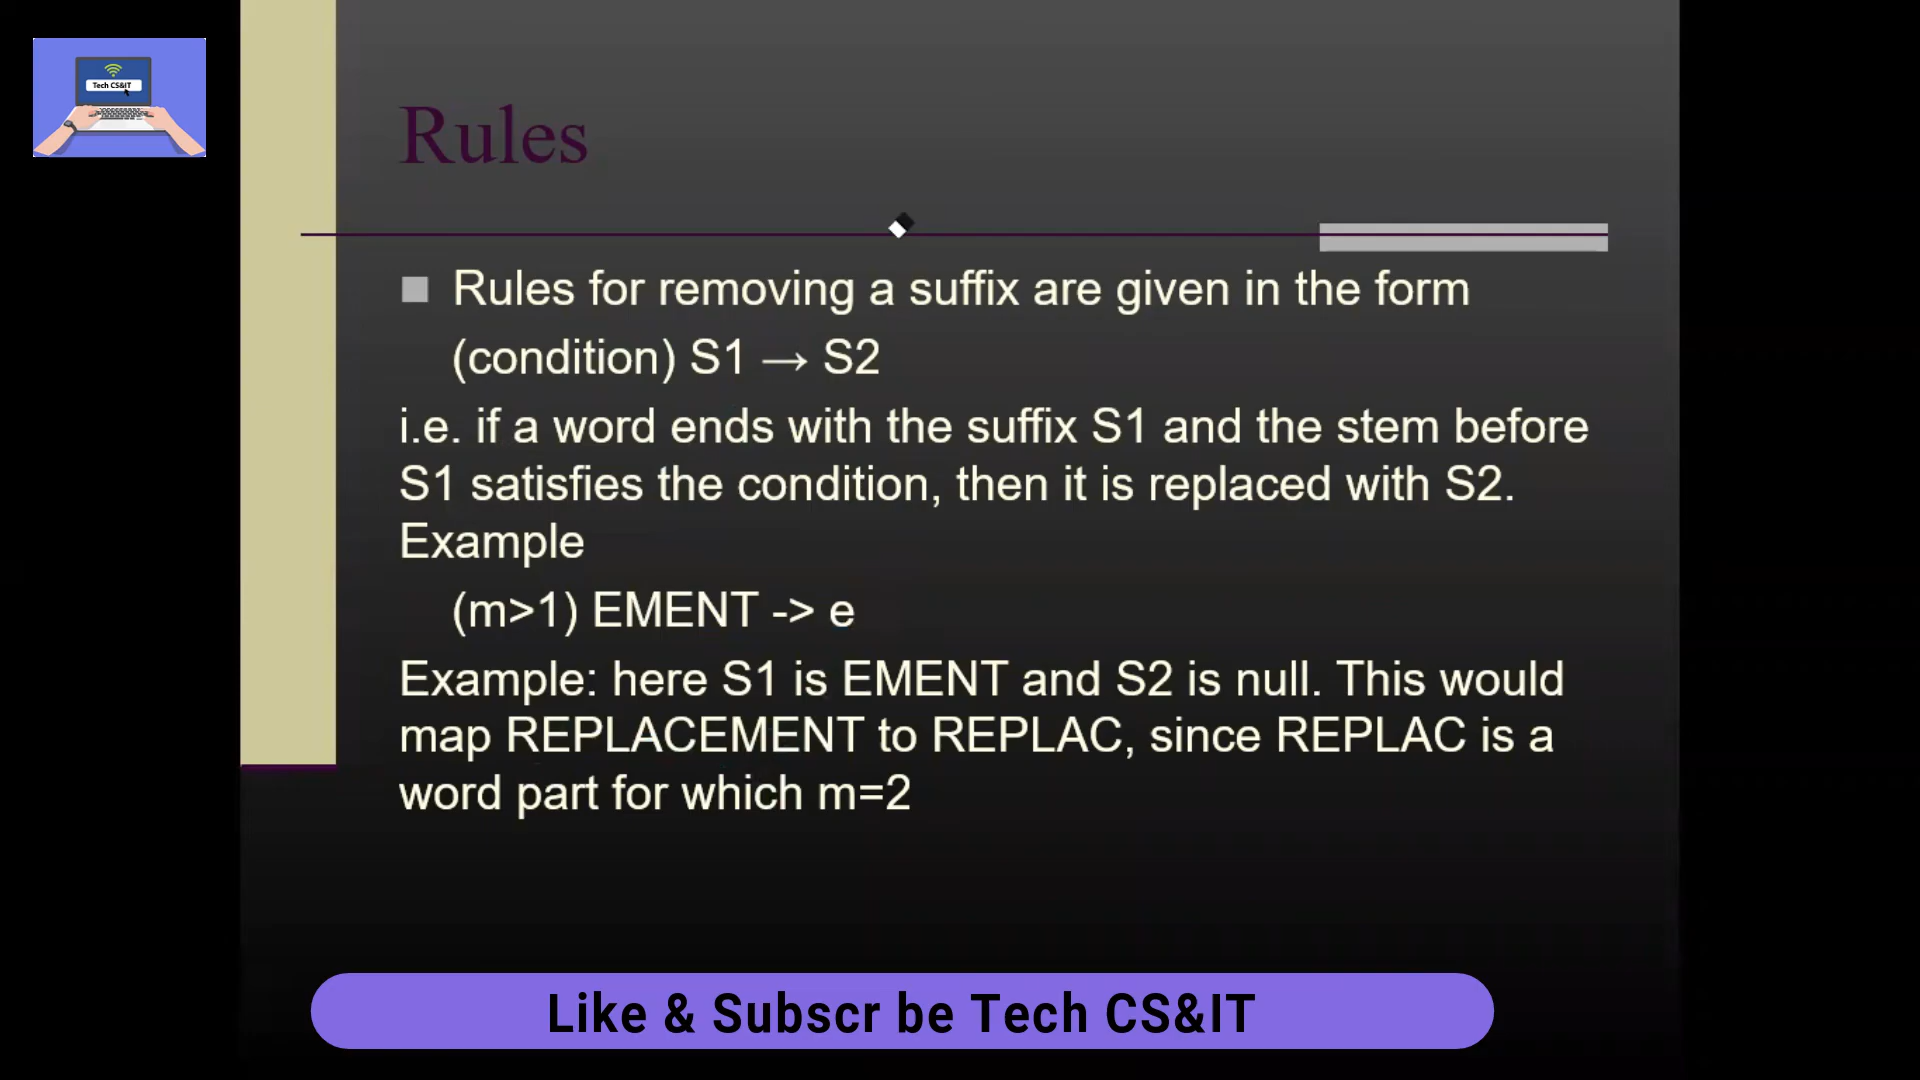 Tech CS&IT
Rules
Rules for removing a suffix are given in the form
(condition) S1 → S2
i.e. if a word ends with the suffix S1 and the stem before
S1 satisfies the condition, then it is replaced with S2.
Example
(m>1) EMENT -> e
Example: here S1 is EMENT and S2 is null. This would
map REPLACEMENT to REPLAC, since REPLAC is a
word part for which m=2
Like & Subscr be Tech CS&IT